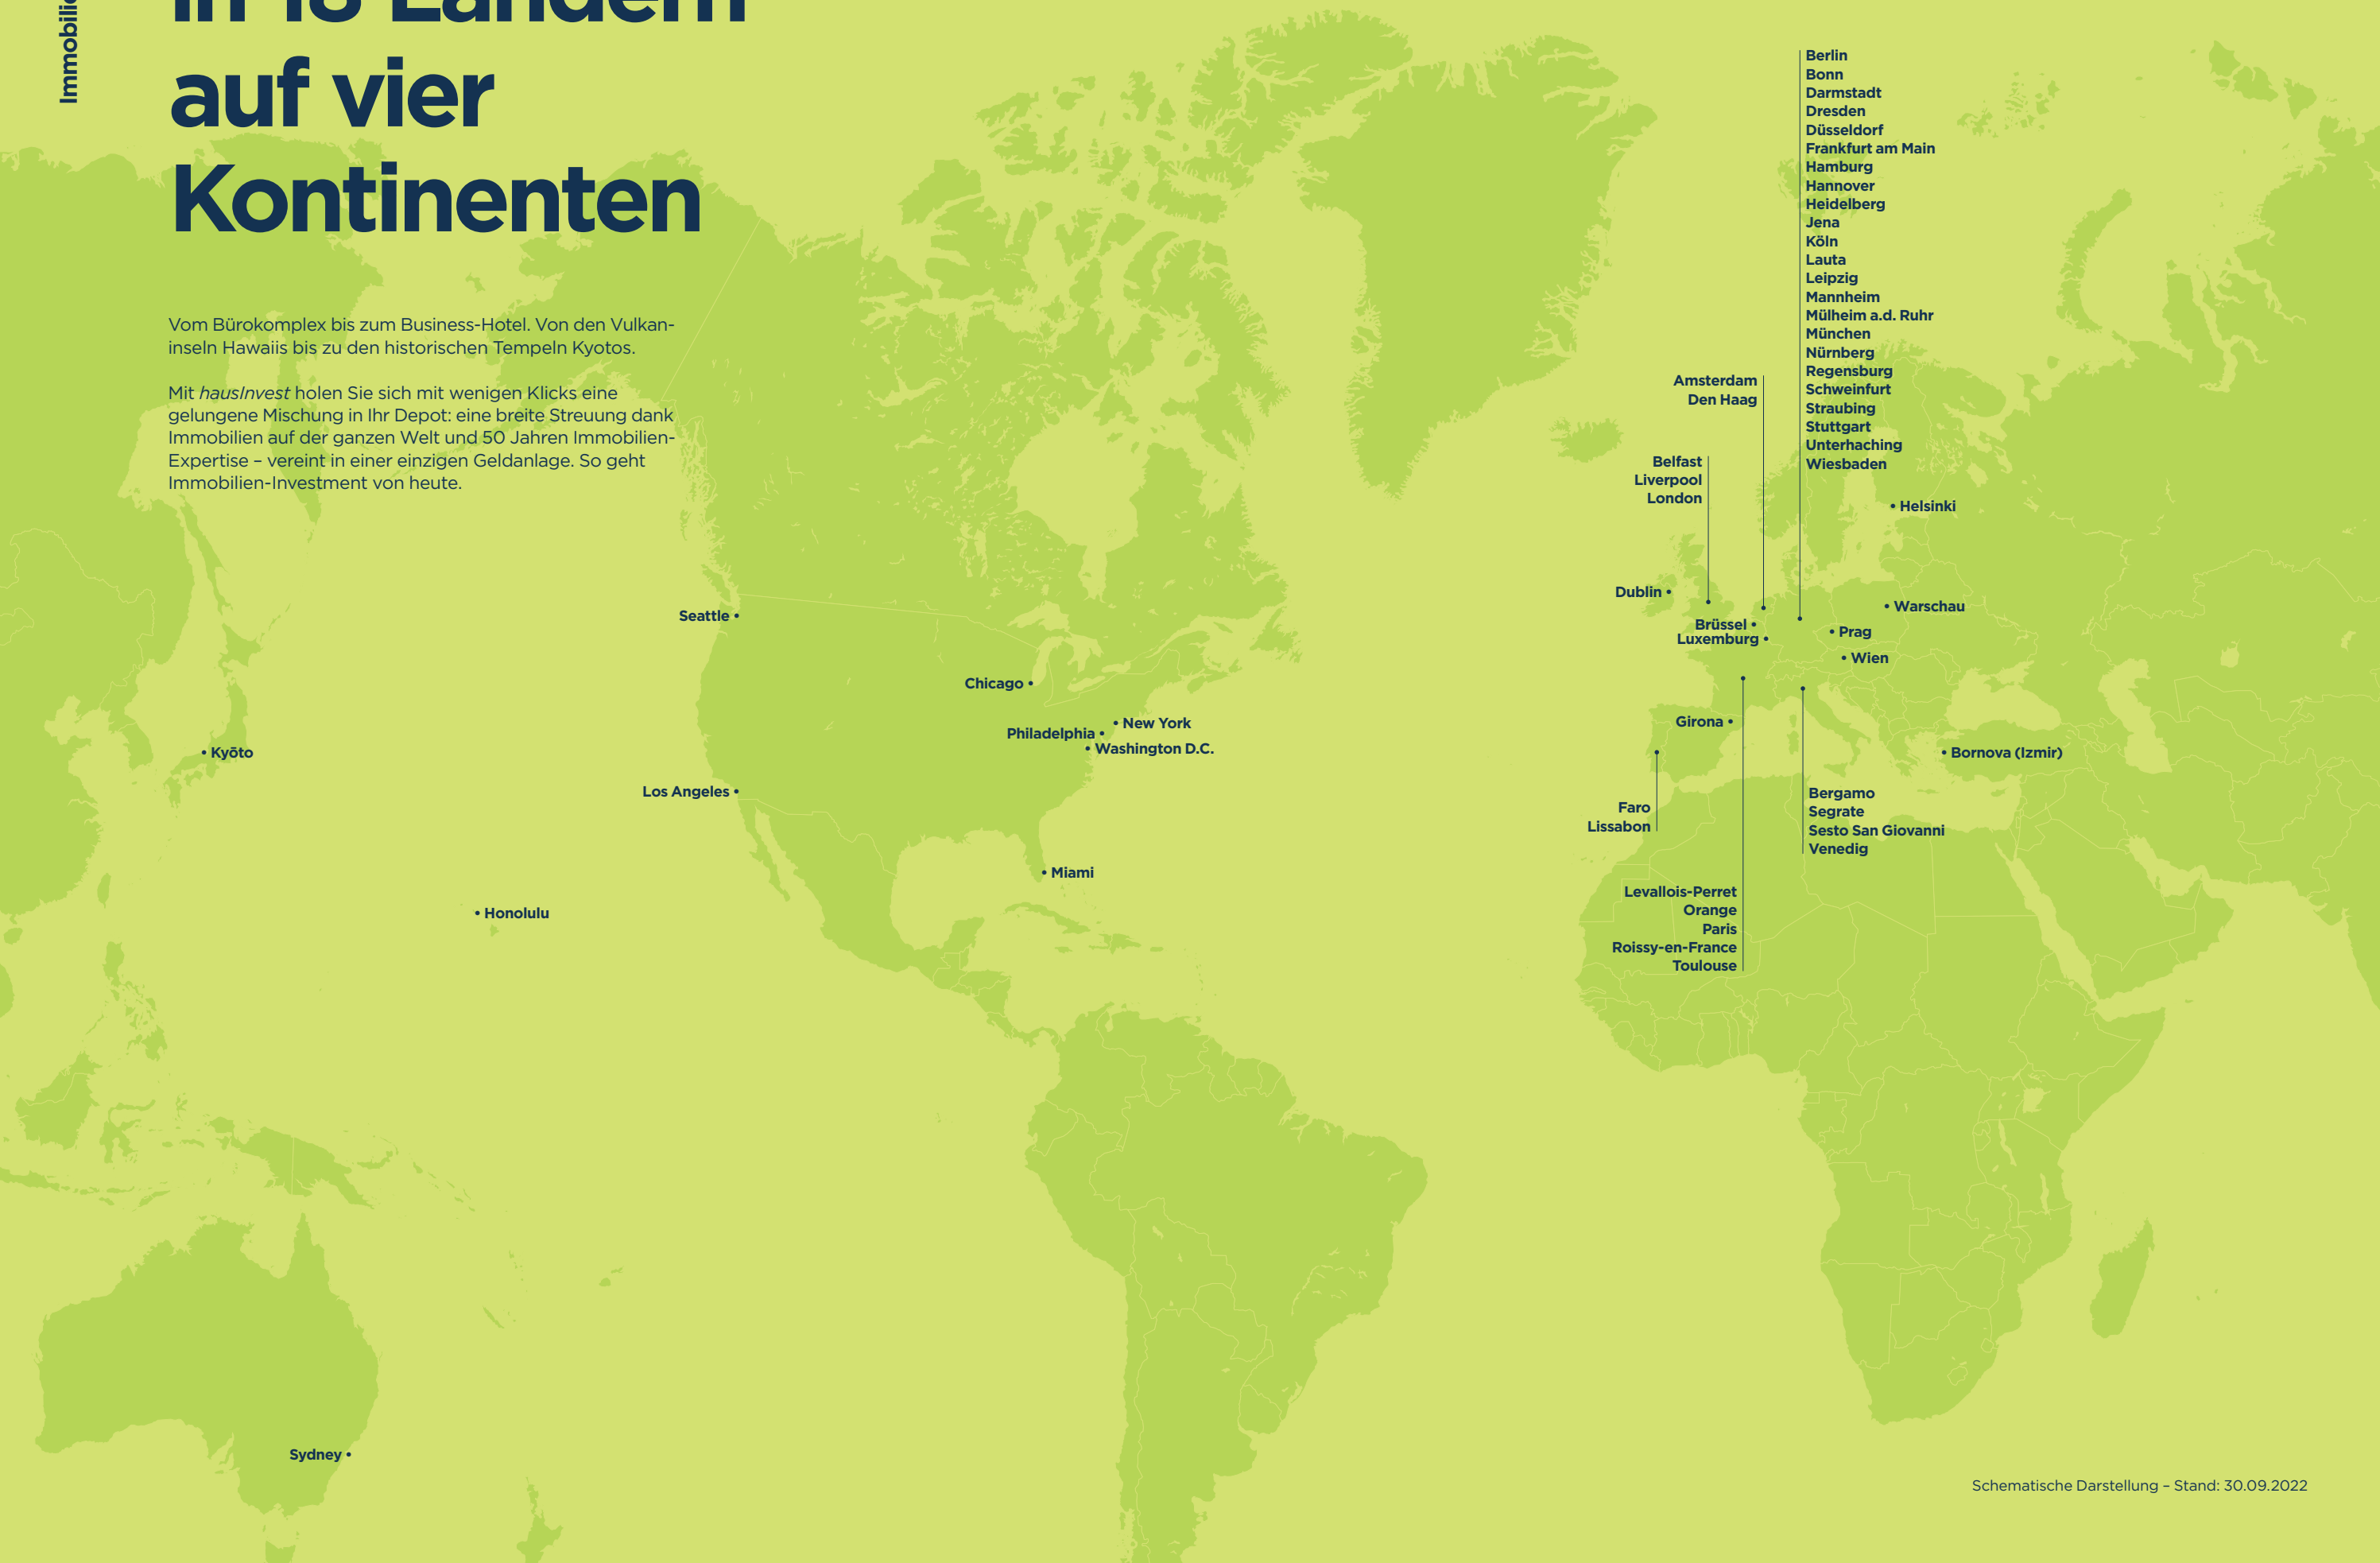 Immobilie
in 18 Ländern
auf vier
Kontinenten
Vom Bürokomplex bis zum Business-Hotel. Von den Vulkan-
inseln Hawaiis bis zu den historischen Tempeln Kyotos.
Mit hausInvest holen Sie sich mit wenigen Klicks eine
gelungene Mischung in Ihr Depot: eine breite Streuung dank
Immobilien auf der ganzen Welt und 50 Jahren Immobilien-
Expertise – vereint in einer einzigen Geldanlage. So geht
Immobilien-Investment von heute.
Berlin
Bonn
Darmstadt
Dresden
Düsseldorf
Frankfurt am Main
Hamburg
Hannover
Heidelberg
Jena
Köln
Lauta
Leipzig
Mannheim
Mülheim a.d. Ruhr
München
Nürnberg
Regensburg
Schweinfurt
Straubing
Stuttgart
Unterhaching
Wiesbaden
Amsterdam
Den Haag
Belfast
Liverpool
London
Helsinki
Dublin
Warschau
Brüssel
Luxemburg
Prag
Wien
Girona
Bornova (Izmir)
Faro
Lissabon
Bergamo
Segrate
Sesto San Giovanni
Venedig
Levallois-Perret
Orange
Paris
Roissy-en-France
Toulouse
Seattle
Chicago
New York
Philadelphia
Washington D.C.
Los Angeles
Miami
Honolulu
Kyōto
Sydney
Schematische Darstellung – Stand: 30.09.2022